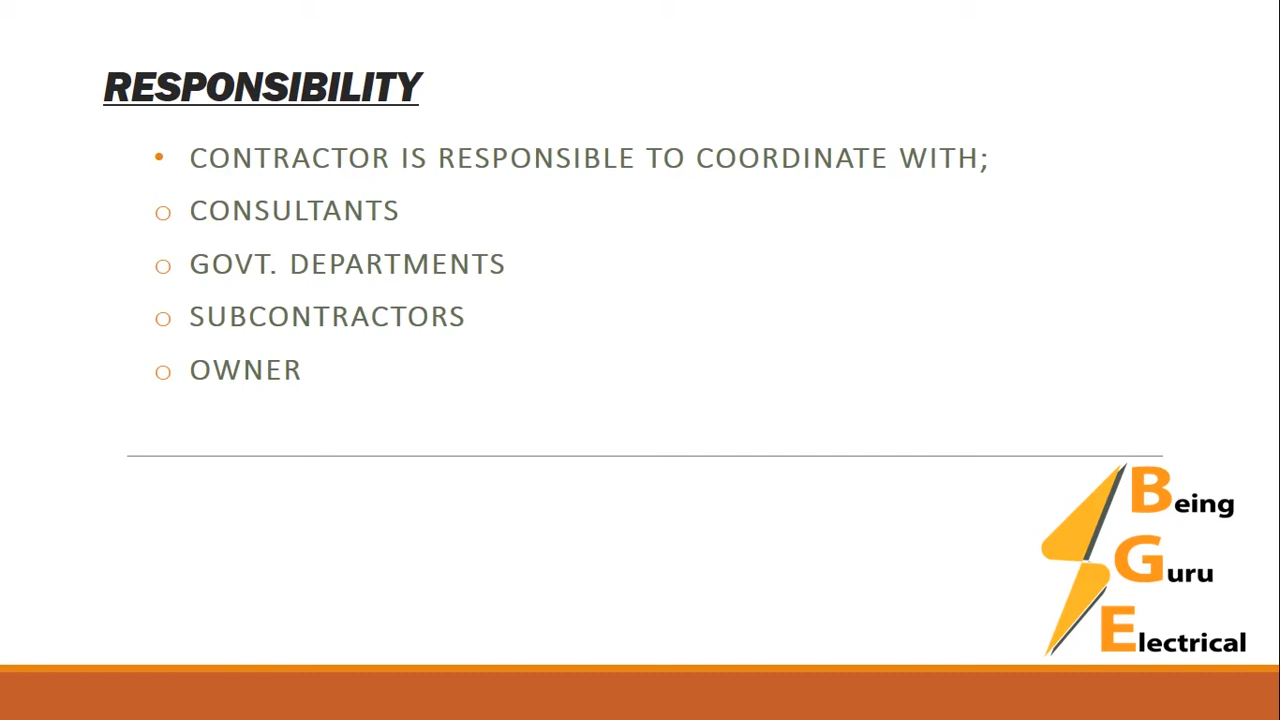 RESPONSIBILITY
• CONTRACTOR IS RESPONSIBLE TO COORDINATE WITH;
o CONSULTANTS
o GOVT. DEPARTMENTS
o SUBCONTRACTORS
o OWNER
Being
Guru
Electrical